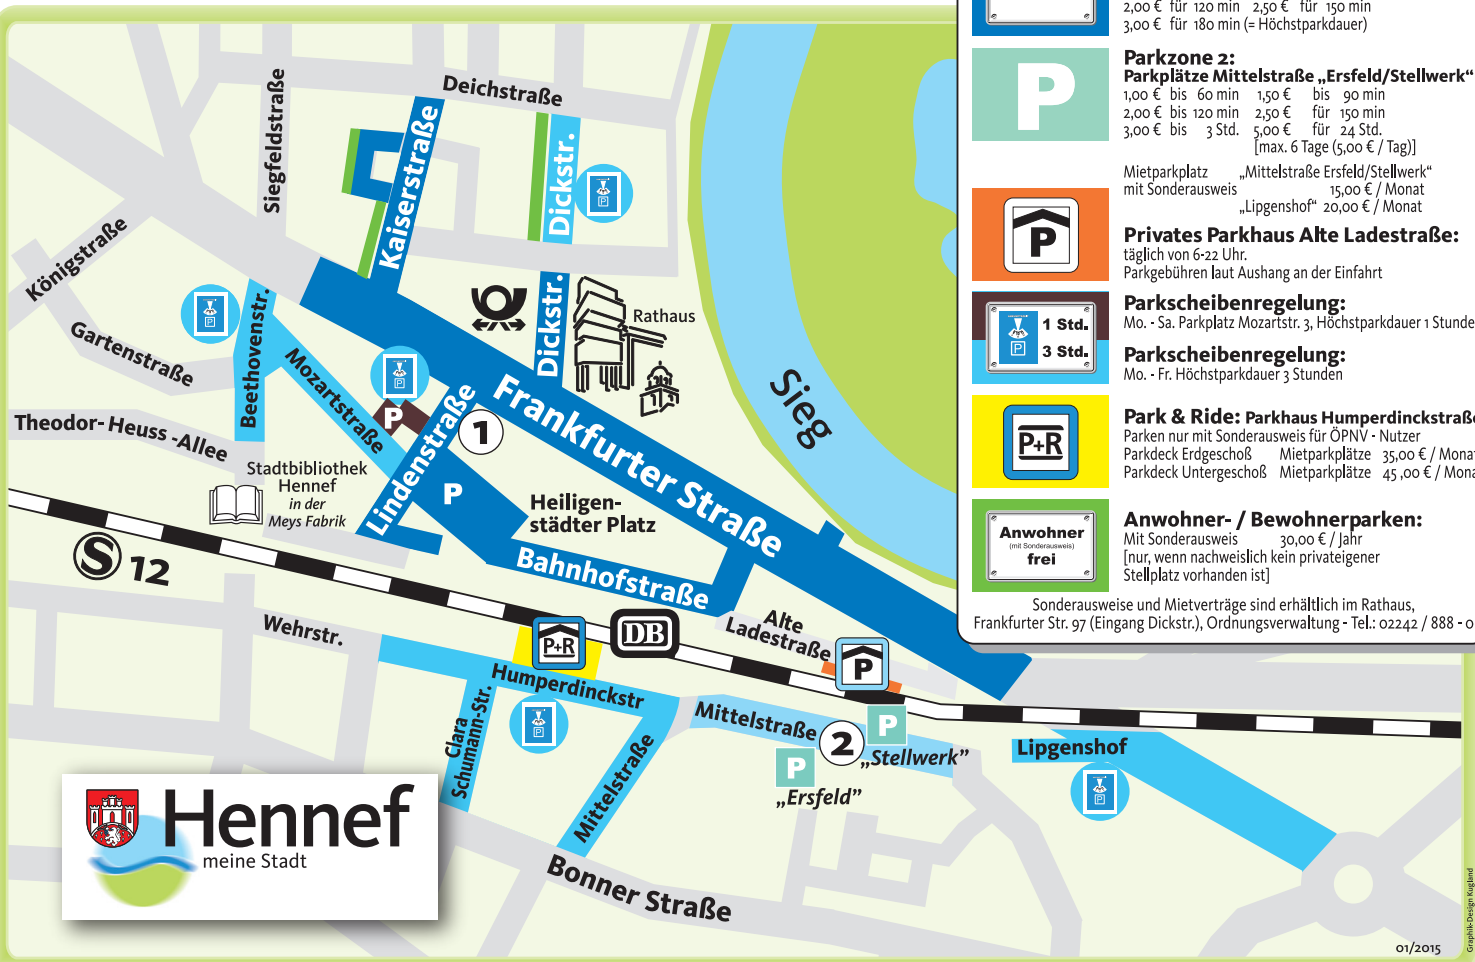 2,00 € für 120 min 2,50 € für 150 min
3,00 € für 180 min (= Höchstparkdauer)
P
Parkzone 2:
Parkplätze Mittelstraße „Ersfeld/Stellwerk“
1,00 € bis 60 min 1,50 € bis 90 min
2,00 € bis 120 min 2,50 € für 150 min
3,00 € bis 3 Std. 5,00 € für 24 Std.
[max. 6 Tage (5,00 € / Tag)]
Mietparkplatz „Mittelstraße Ersfeld/Stellwerk“
mit Sonderausweis 15,00 € / Monat
„Lipgenshof“ 20,00 € / Monat
P
Privates Parkhaus Alte Ladestraße:
täglich von 6-22 Uhr.
Parkgebühren laut Aushang an der Einfahrt
P
1 Std.
3 Std.
Parkscheibenregelung:
Mo. - Sa. Parkplatz Mozartstr. 3, Höchstparkdauer 1 Stunde
Parkscheibenregelung:
Mo. - Fr. Höchstparkdauer 3 Stunden
P+R
Park & Ride: Parkhaus Humperdinckstraße
Parken nur mit Sonderausweis für ÖPNV - Nutzer
Parkdeck Erdgeschoß Mietparkplätze 35,00 € / Monat
Parkdeck Untergeschoß Mietparkplätze 45 ,00 € / Mona
Anwohner
(mit Sonderausweis)
frei
Anwohner- / Bewohnerparken:
Mit Sonderausweis 30,00 € / Jahr
[nur, wenn nachweislich kein privateigener
Stellplatz vorhanden ist]
Sonderausweise und Mietverträge sind erhältlich im Rathaus,
Frankfurter Str. 97 (Eingang Dickstr.), Ordnungsverwaltung - Tel.: 02242 / 888 - 0
Deichstraße
Siegfeldstraße
Kaiserstraße
Dickstr.
P
Königstraße
Gartenstraße
Beethovenstr.
P
Mozartstraße
P
P
Dickstr.
Rathaus
Sieg
Frankfurter Straße
1
Lindenstraße
Theodor- Heuss -Allee
Stadtbibliothek
Hennef
in der
Meys Fabrik
P
Heiligen-
städter Platz
Bahnhofstraße
S 12
Wehrstr.
P+R
DB
Alte
Ladestraße
P
Humperdinckstr
Clara
Schumann-Str.
P
Mittelstraße
Mittelstraße
2
P
„Stellwerk”
P
„Ersfeld”
Lipgenshof
P
Bonner Straße
Hennef
meine Stadt
01/2015
Graphik-Design Kugland